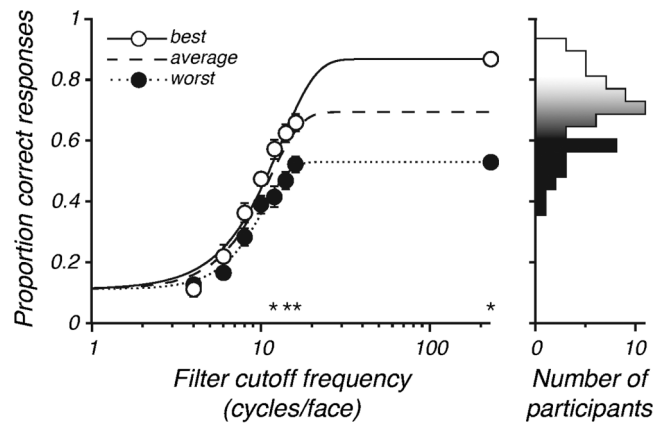 Proportion correct responses
1
0.8
0.6
0.4
0.2
0
best
average
worst
* ** *
1 10 100
Filter cutoff frequency
(cycles/face)
0 10
Number of
participants